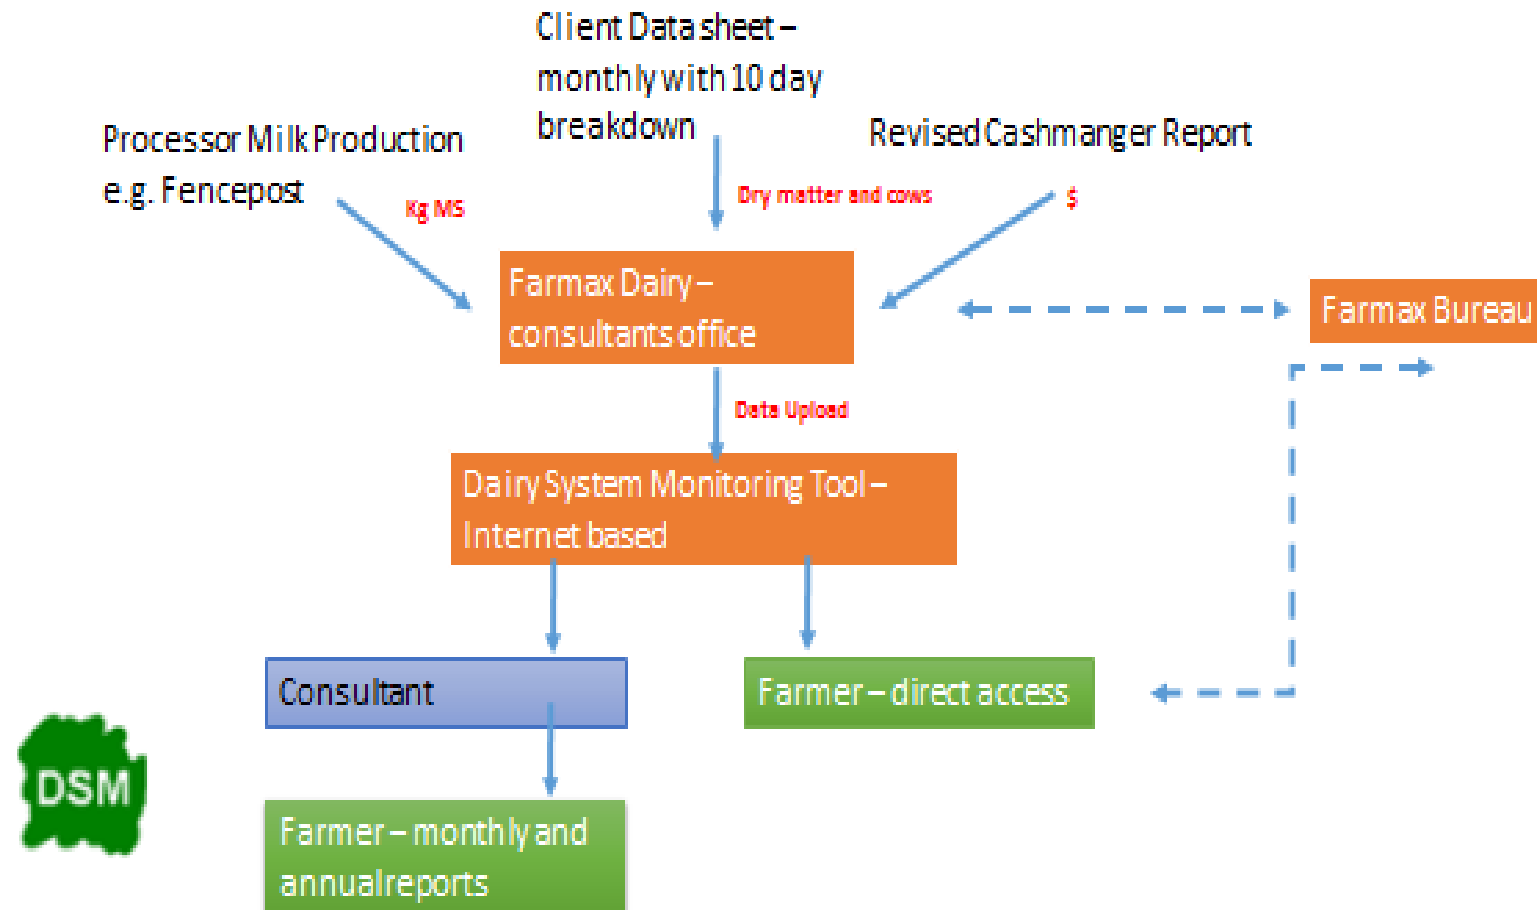 Client Datasheet –
monthly with 10 day
breakdown
Processor Milk Production
e.g. Fencepost
Revised Cashmanger Report
Kg MS
Dry matter and cows
$
Farmax Dairy –
consultants office
Farmax Bureau
Data Upload
Dairy System Monitoring Tool –
Internet based
Consultant
Farmer – direct access
DSM
Farmer – monthly and
annual reports